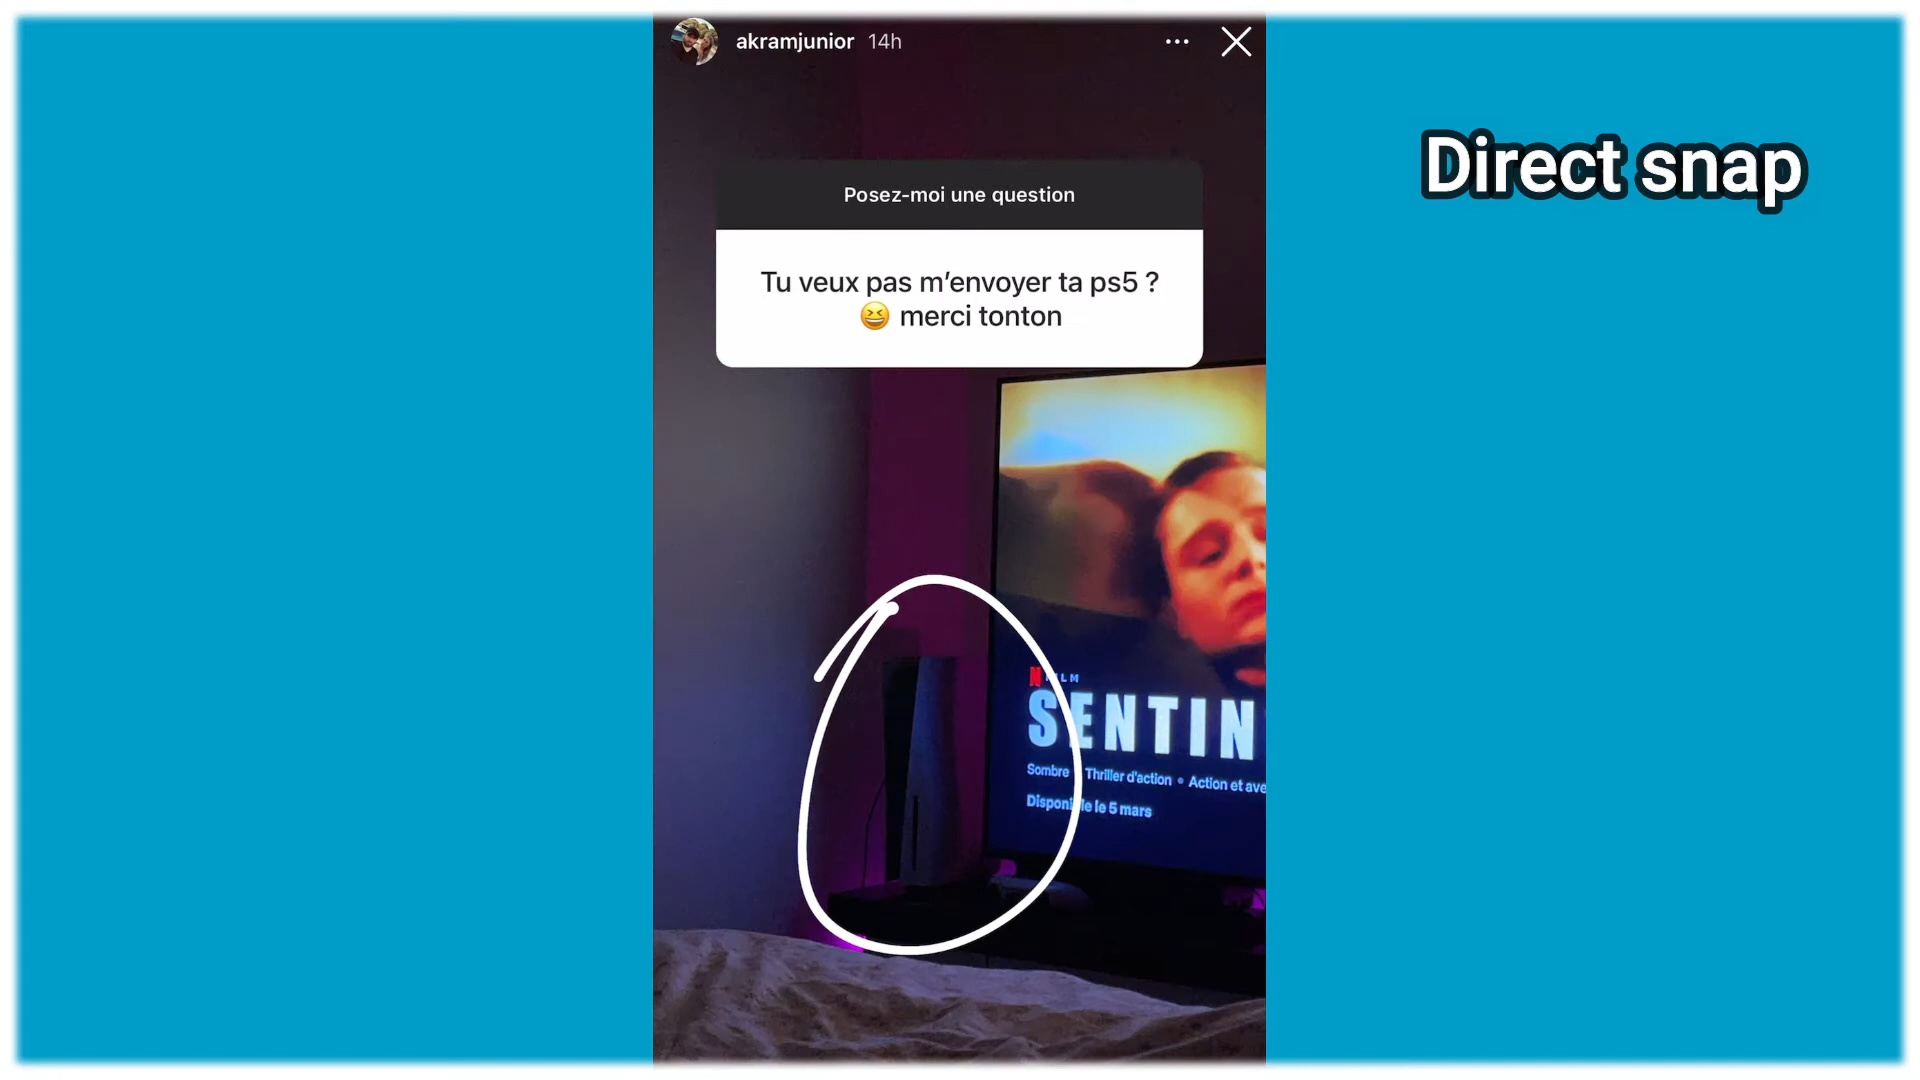 akramjunior 14h
Direct snap
Posez-moi une question
Tu veux pas m’envoyer ta ps5 ?
😆 merci tonton
SENTIN
Sombre Thriller d'action • Action et ave
le 5 mars